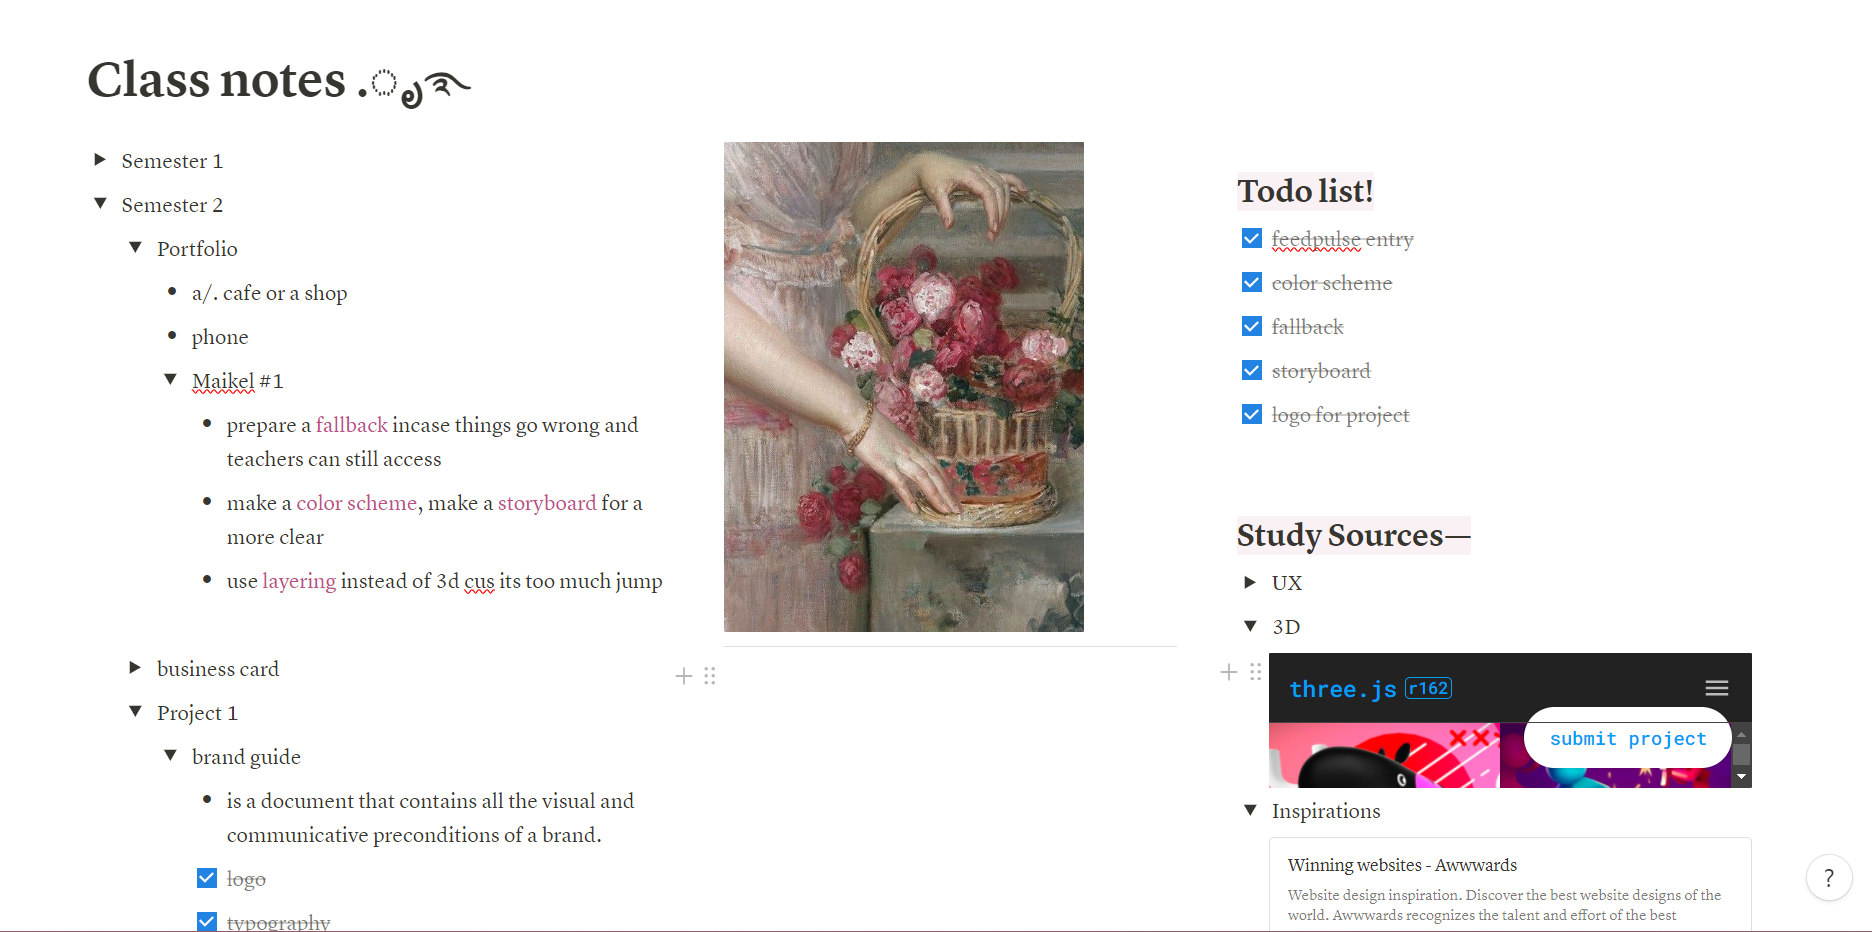 Class notes .ೃ࿐
Semester 1
Semester 2
Portfolio
a/. cafe or a shop
phone
Maikel #1
prepare a fallback incase things go wrong and
teachers can still access
make a color scheme, make a storyboard for a
more clear
use layering instead of 3d cus its too much jump
business card
Project 1
brand guide
is a document that contains all the visual and
communicative preconditions of a brand.
logo
typography
Todo list!
feedpulse entry
color scheme
fallback
storyboard
logo for project
Study Sources—
UX
3D
three.js r162
submit project
Inspirations
Winning websites - Awwwards
Website design inspiration. Discover the best website designs of the
world. Awwwards recognizes the talent and effort of the best
?